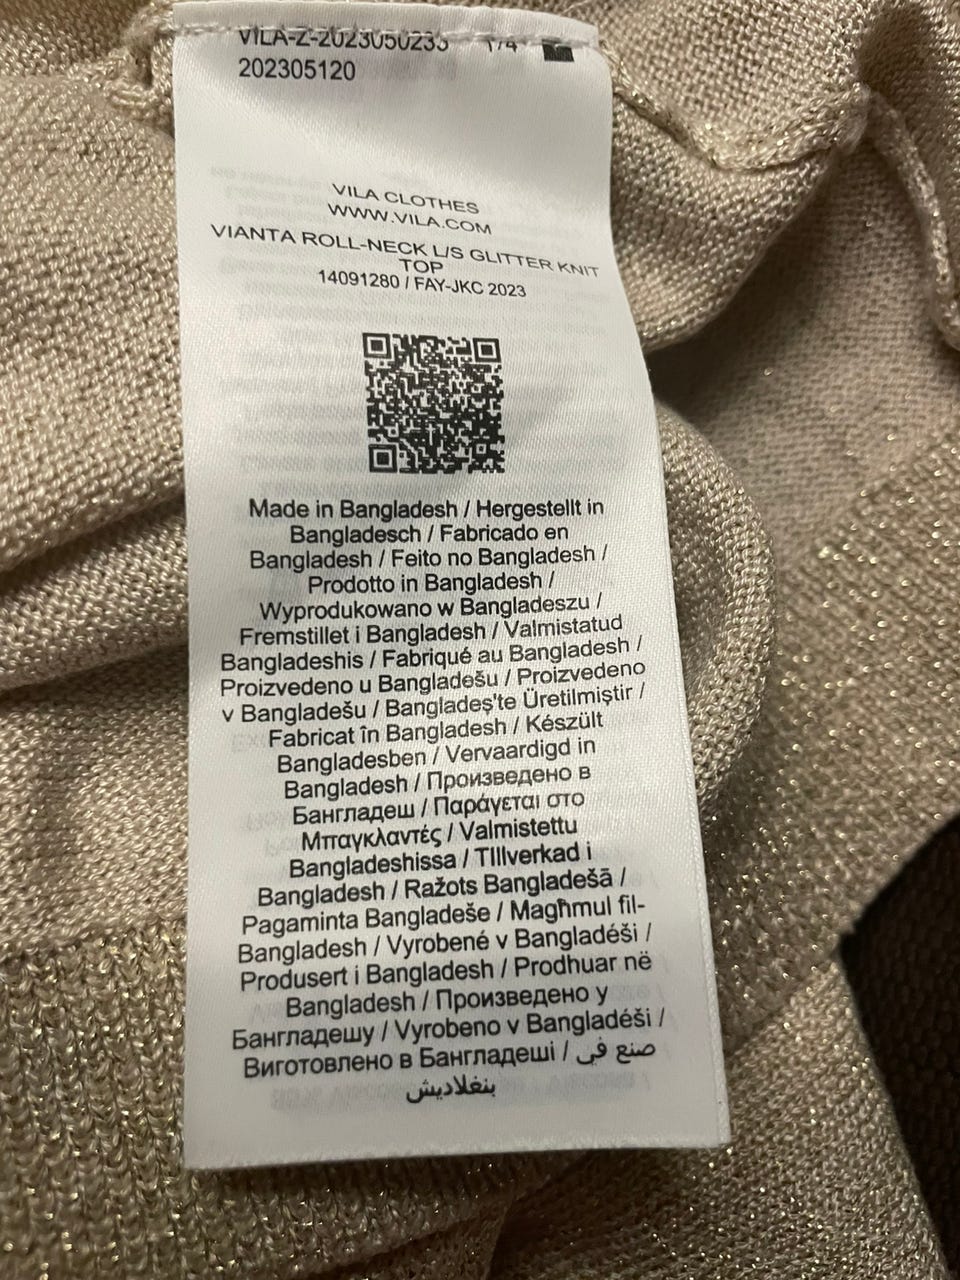 VILA-Z-2023050233 1/4
202305120
VILA CLOTHES
WWW.VILA.COM
VIANTA ROLL-NECK L/S GLITTER KNIT
TOP
14091280 / FAY-JKC 2023
Made in Bangladesh / Hergestellt in
Bangladesch / Fabricado en
Bangladesh / Feito no Bangladesh /
Prodotto in Bangladesh /
Wyprodukowano w Bangladeszu /
Fremstillet i Bangladesh / Valmistatud
Bangladeshis / Fabriqué au Bangladesh /
Proizvedeno u Bangladešu / Proizvedeno
v Bangladešu / Bangladeş'te Üretilmiştir /
Fabricat în Bangladesh / Készült
Bangladesben / Vervaardigd in
Bangladesh / Произведено в
Бангладеш / Παράγεται στο
Μπαγκλαντές / Valmistettu
Bangladeshissa / TIllverkad i
Bangladesh / Ražots Bangladešā /
Pagaminta Bangladeše / Magħmul fil-
Bangladesh / Vyrobené v Bangladéši /
Produsert i Bangladesh / Prodhuar në
Bangladesh / Произведено у
Бангладешу / Vyrobeno v Bangladéši /
Виготовлено в Бангладеші / صنع في
بنغلاديش